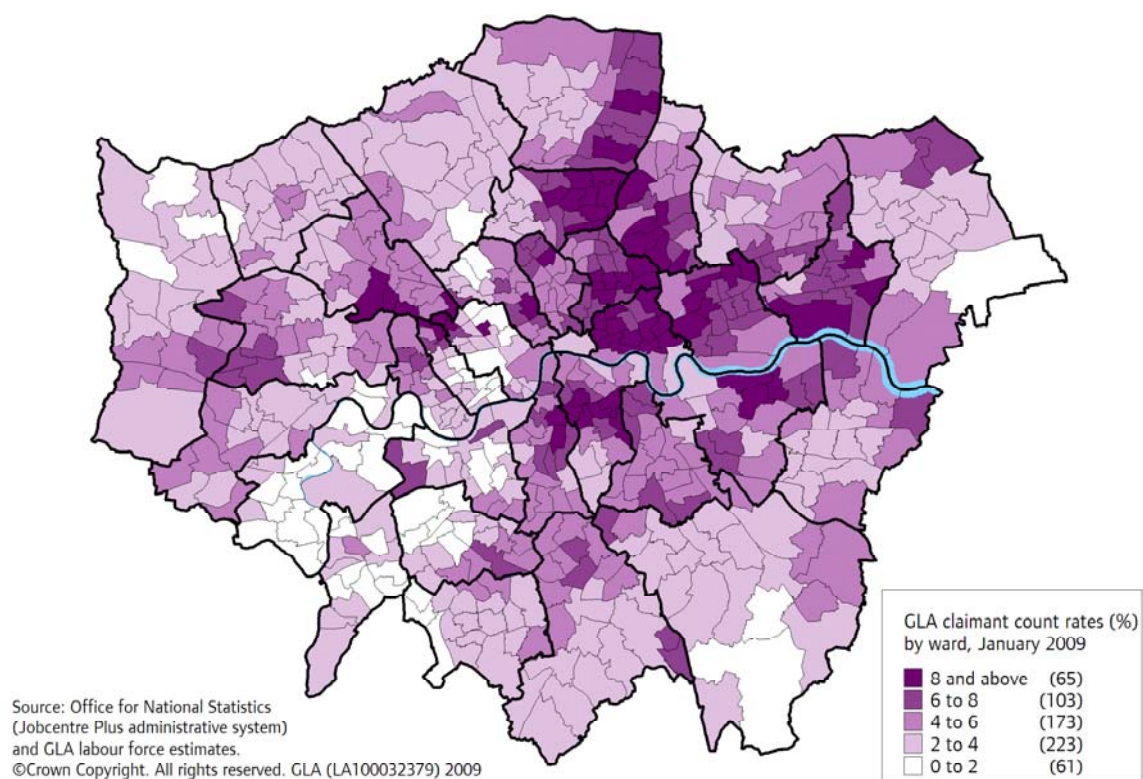 GLA claimant count rates (%)
by ward, January 2009
8 and above (65)
6 to 8 (103)
4 to 6 (173)
2 to 4 (223)
0 to 2 (61)
Source: Office for National Statistics
(Jobcentre Plus administrative system)
and GLA labour force estimates.
©Crown Copyright. All rights reserved. GLA (LA100032379) 2009